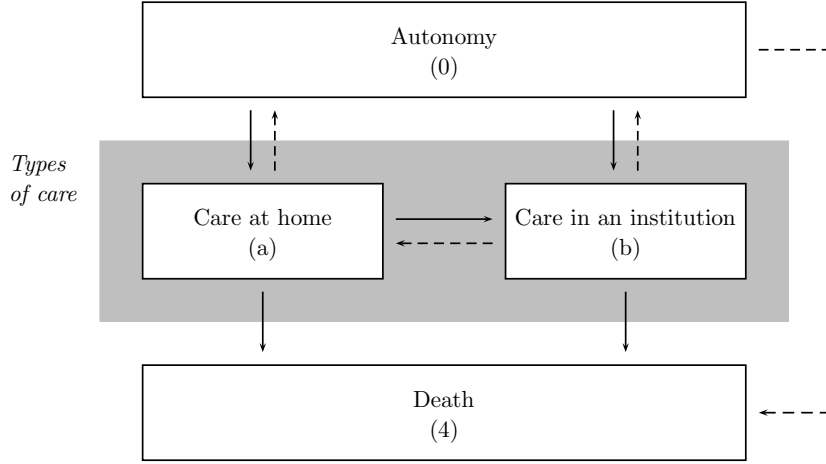 Autonomy
(0)
Types
of care
Care at home
(a)
Care in an institution
(b)
Death
(4)